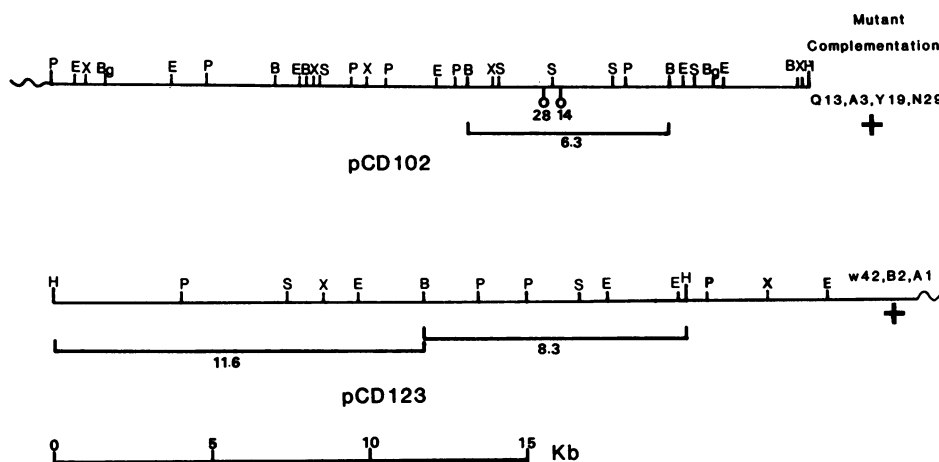 Mutant
Complementation
P E X Bg E P B E B X S P X P E P B X S S S P B E S Bg E B X H
Q13,A3,Y19,N29
28 14
+
6.3
pCD102
w42,B2,A1
H P S X E B P P S E E H P X E
+
11.6 8.3
pCD123
0 5 10 15 Kb